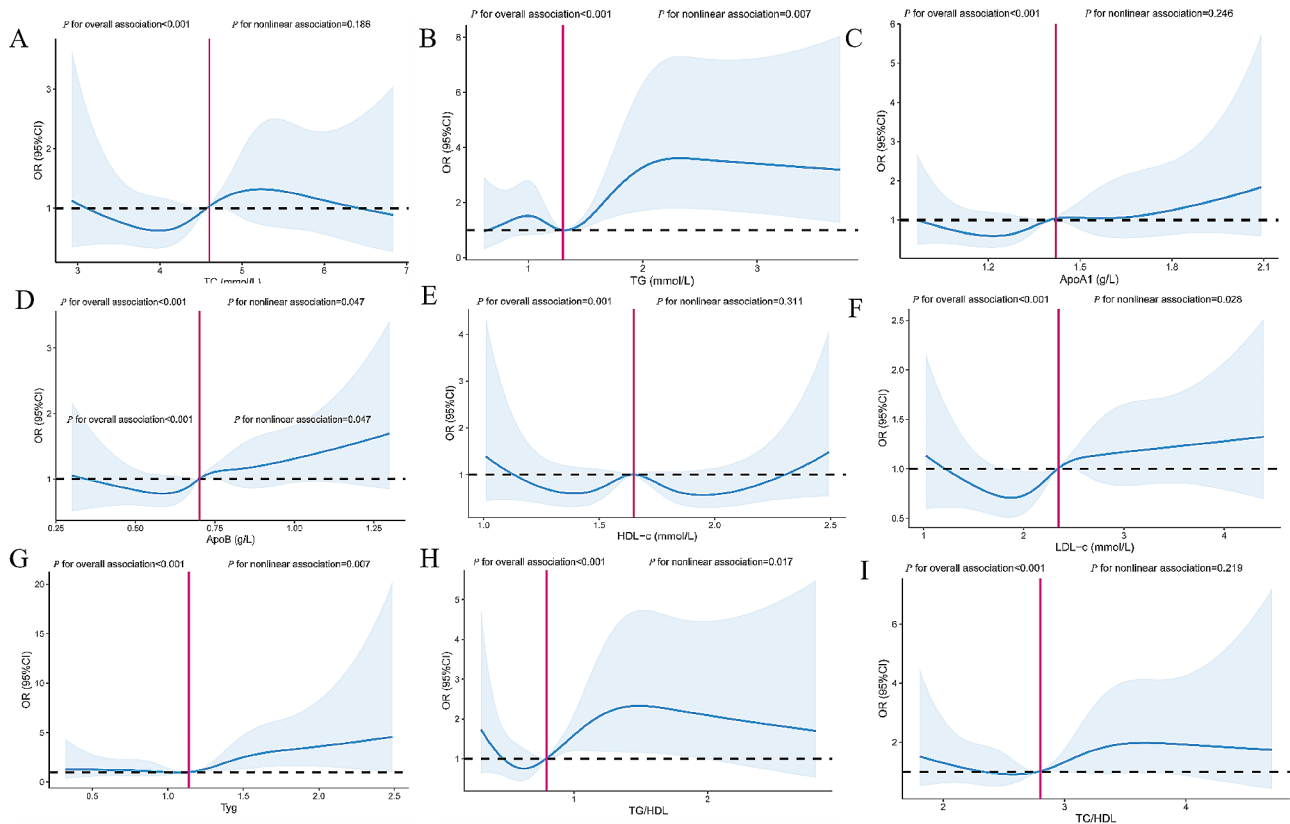 P for overall association<0.001 P for nonlinear association=0.186
A
OR (95%CI)
3
2
1
3 4 5 6 7
TC (mmol/L)
P for overall association<0.001 P for nonlinear association=0.007
B
OR (95%CI)
8
6
4
2
0
1 2 3
TG (mmol/L)
P for overall association<0.001 P for nonlinear association=0.246
C
OR (95%CI)
6
5
4
3
2
1
0
1.2 1.5 1.8 2.1
ApoA1 (g/L)
P for overall association<0.001 P for nonlinear association=0.047
D
OR (95%CI)
3
2
1
P for overall association<0.001 P for nonlinear association=0.047
0.25 0.50 0.75 1.00 1.25
ApoB (g/L)
P for overall association=0.001 P for nonlinear association=0.311
E
OR (95%CI)
4
3
2
1
1.0 1.5 2.0 2.5
HDL-c (mmol/L)
P for overall association<0.001 P for nonlinear association=0.028
F
OR (95%CI)
2.5
2.0
1.5
1.0
0.5
1 2 3 4
LDL-c (mmol/L)
P for overall association<0.001 P for nonlinear association=0.007
G
OR (95%CI)
20
15
10
5
0
0.5 1.0 1.5 2.0 2.5
Tyg
P for overall association<0.001 P for nonlinear association=0.017
H
OR (95%CI)
5
4
3
2
1
1 2
TG/HDL
P for overall association<0.001 P for nonlinear association=0.219
I
OR (95%CI)
6
4
2
2 3 4
TC/HDL